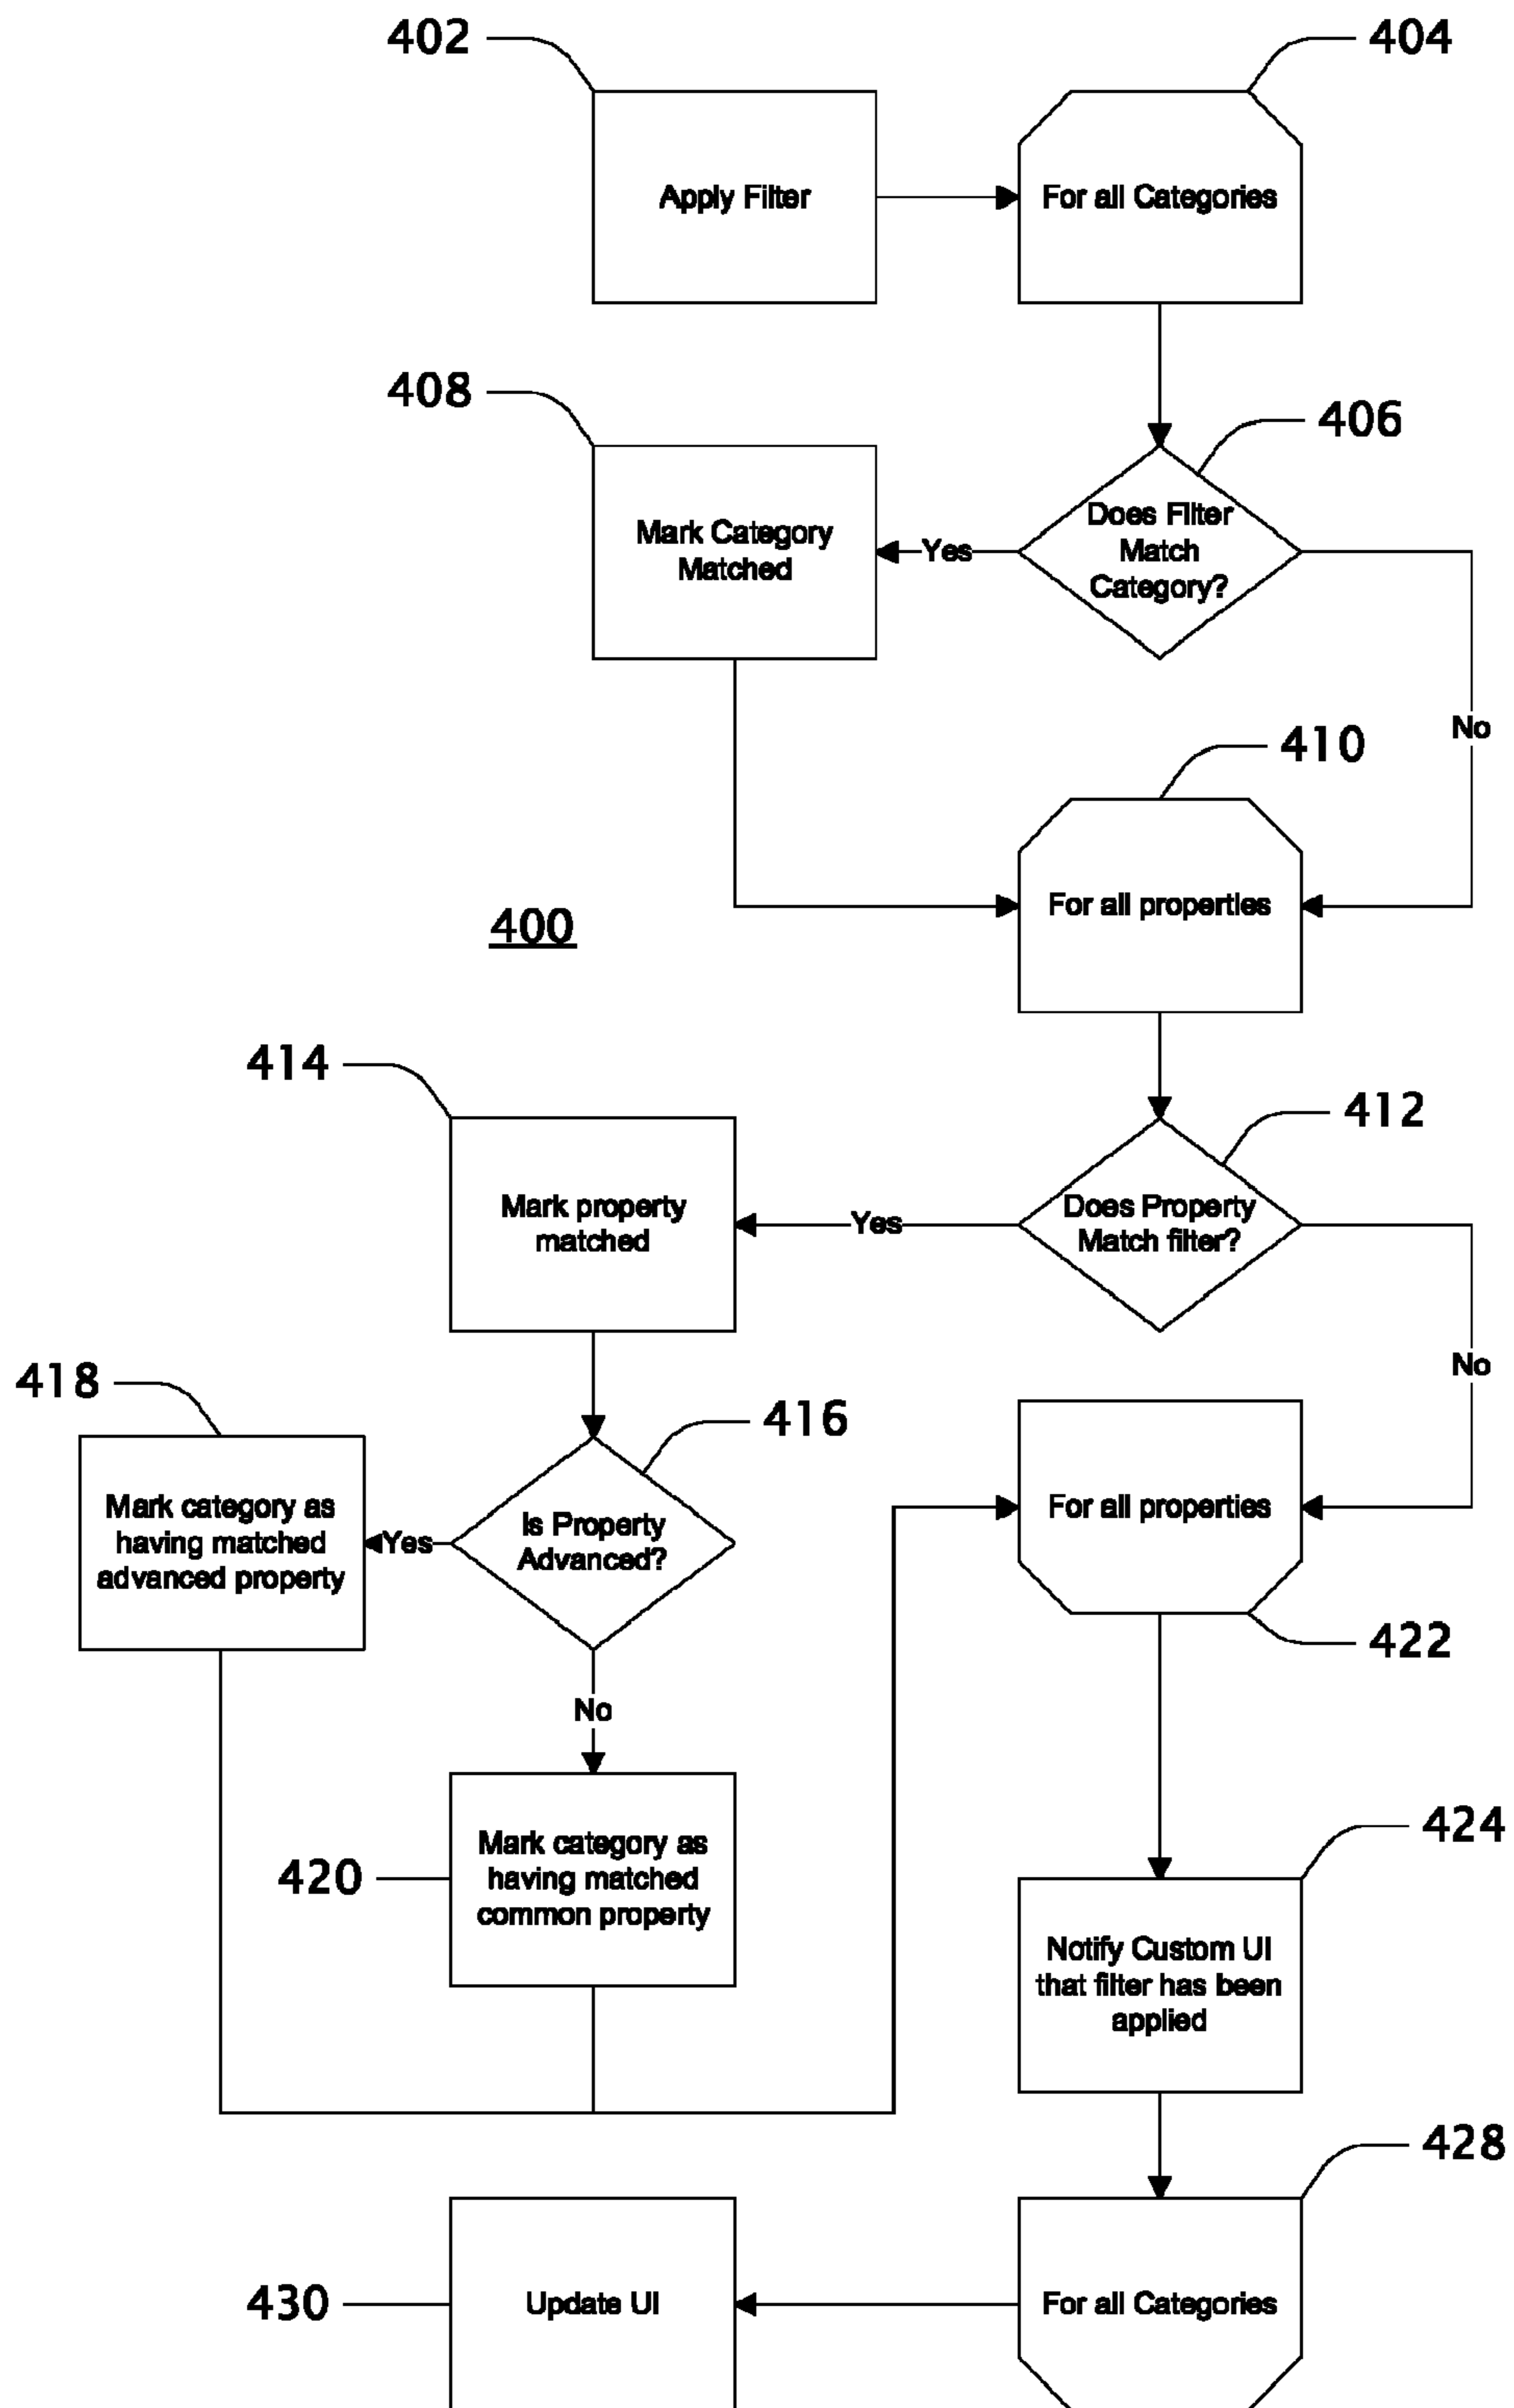 402
404
Apply Filter
For all Categories
408
406
Mark Category
Matched
Yes
Does Filter
Match
Category?
No
410
For all properties
400
414
412
Mark property
matched
Yes
Does Property
Match filter?
No
418
416
Mark category as
having matched
advanced property
Yes
Is Property
Advanced?
For all properties
422
No
420
Mark category as
having matched
common property
424
Notify Custom UI
that filter has been
applied
428
430
Update UI
For all Categories